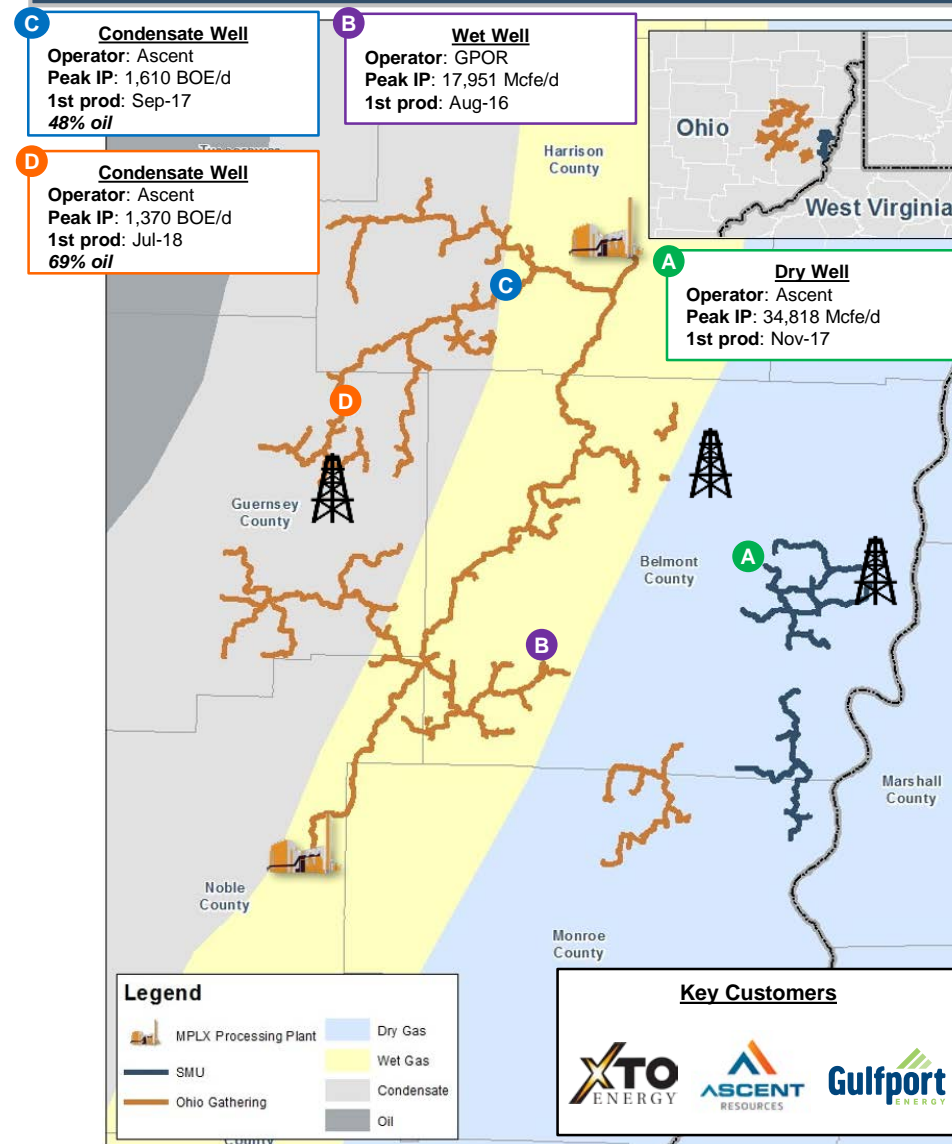 C
Condensate Well
Operator: Ascent
Peak IP: 1,610 BOE/d
1st prod: Sep-17
48% oil
B
Wet Well
Operator: GPOR
Peak IP: 17,951 Mcfe/d
1st prod: Aug-16
D
Condensate Well
Operator: Ascent
Peak IP: 1,370 BOE/d
1st prod: Jul-18
69% oil
Harrison
County
Ohio
West Virginia
A
Dry Well
Operator: Ascent
Peak IP: 34,818 Mcfe/d
1st prod: Nov-17
C
D
Guernsey
County
Belmont
County
A
B
Marshall
County
Noble
County
Monroe
County
Legend
MPLX Processing Plant
SMU
Ohio Gathering
Dry Gas
Wet Gas
Condensate
Oil
County
Key Customers
XTO
ENERGY
ASCENT
RESOURCES
Gulfport
ENERGY